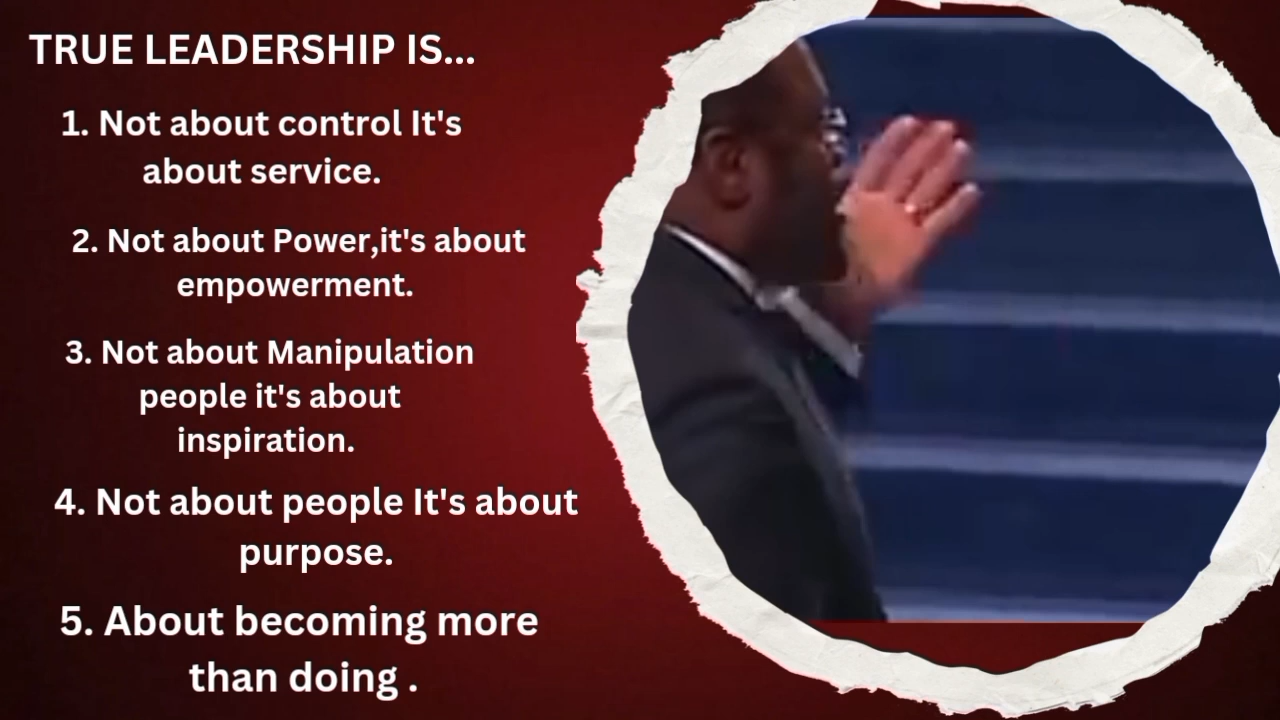 TRUE LEADERSHIP IS...
1. Not about control It's
about service.
2. Not about Power,it's about
empowerment.
3. Not about Manipulation
people it's about
inspiration.
4. Not about people It's about
purpose.
5. About becoming more
than doing .